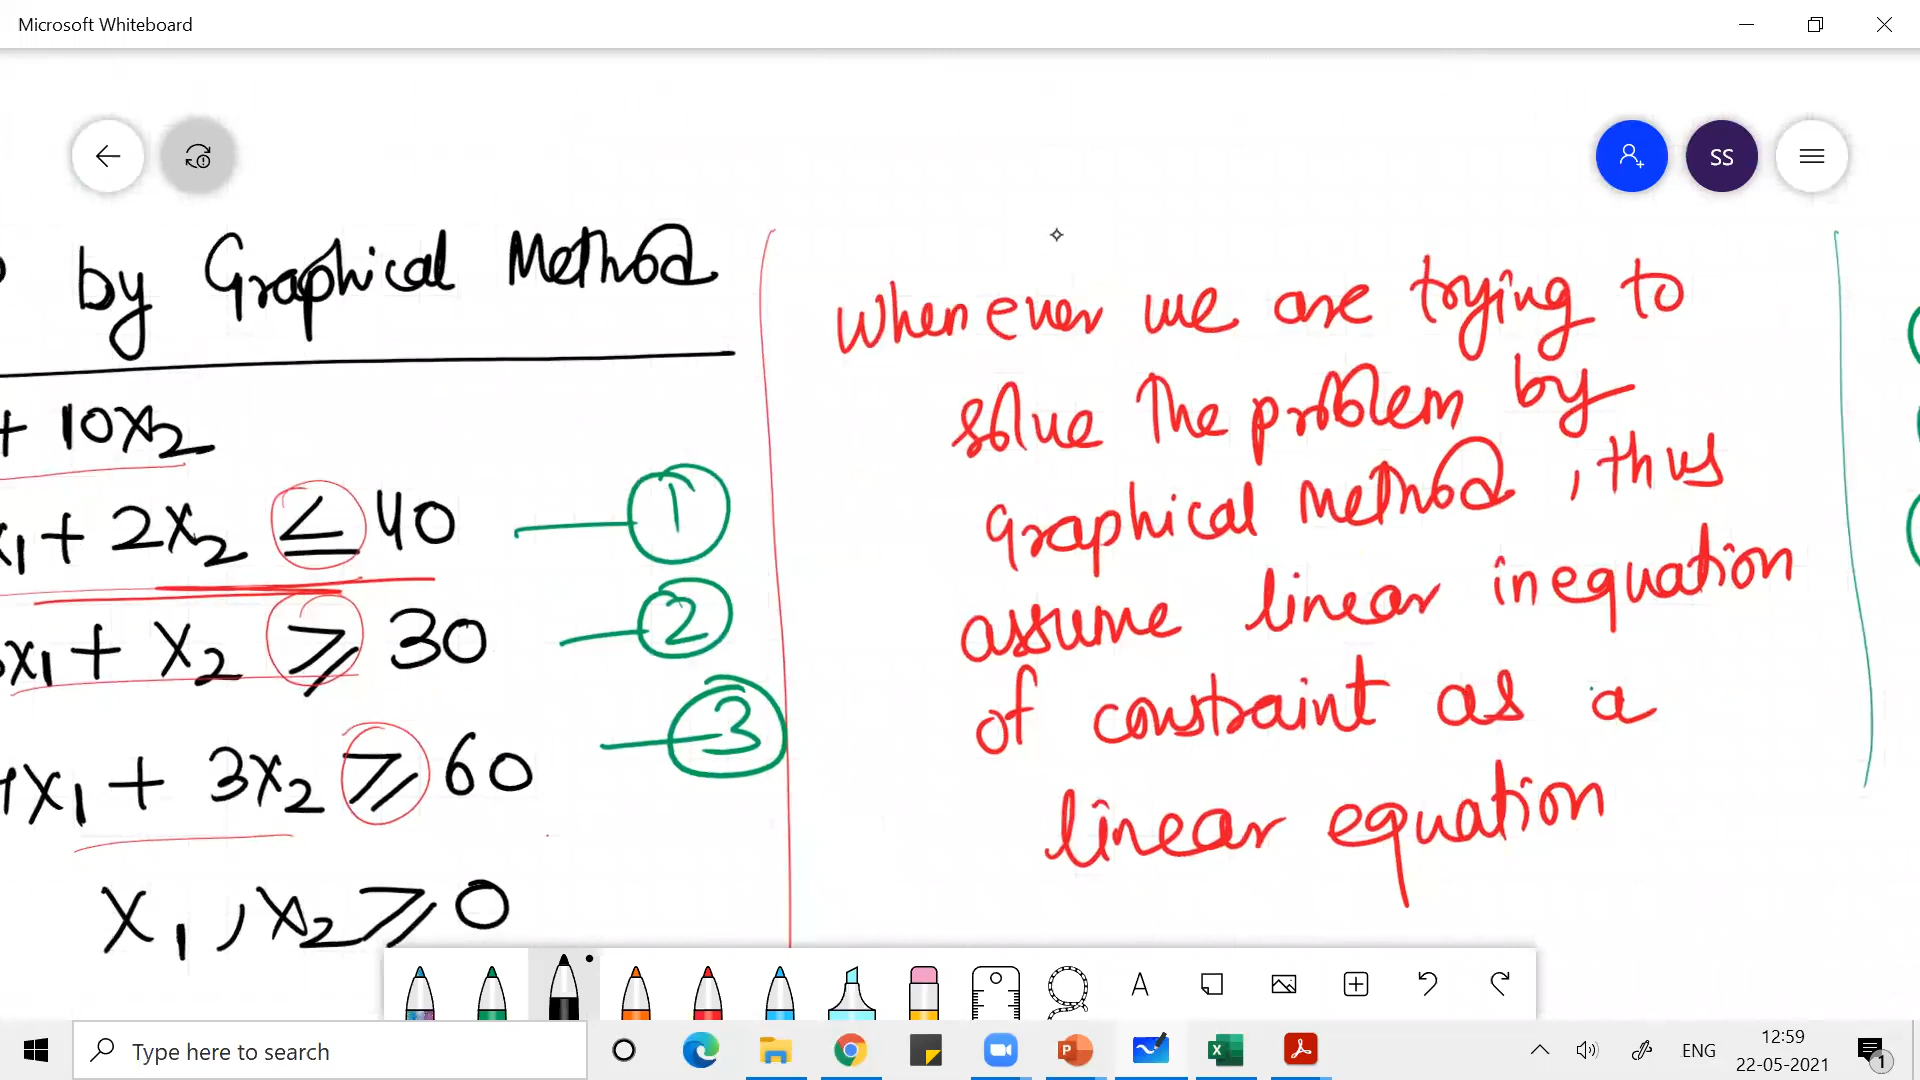 Microsoft Whiteboard
SS
by Graphical Method
+ 10x₂
x₁ + 2x₂ ≤ 40 — 1
x₁ + x₂ ≥ 30 — 2
x₁ + 3x₂ ≥ 60 — 3
x₁, x₂ ≥ 0
Whenever we are trying to
solve the problem by
Graphical Method, thus
assume linear inequation
of constraint as a
linear equation
A
Type here to search
ENG
12:59
22-05-2021
1